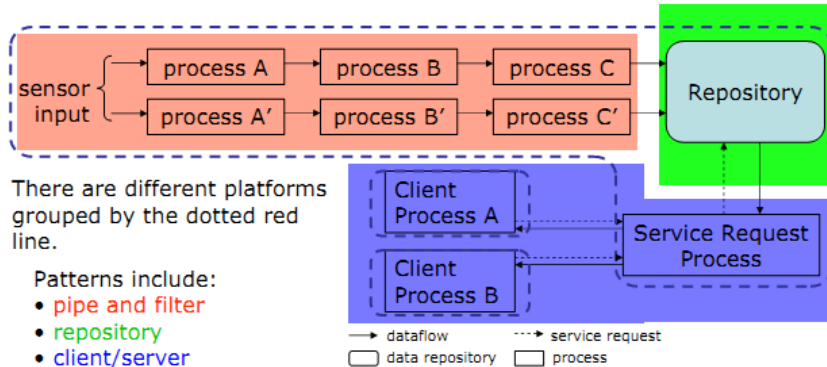 sensor
input
process A
process B
process C
process A′
process B′
process C′
Repository
There are different platforms
grouped by the dotted red
line.
Client
Process A
Client
Process B
Service Request
Process
Patterns include:
• pipe and filter
• repository
• client/server
dataflow
service request
data repository
process